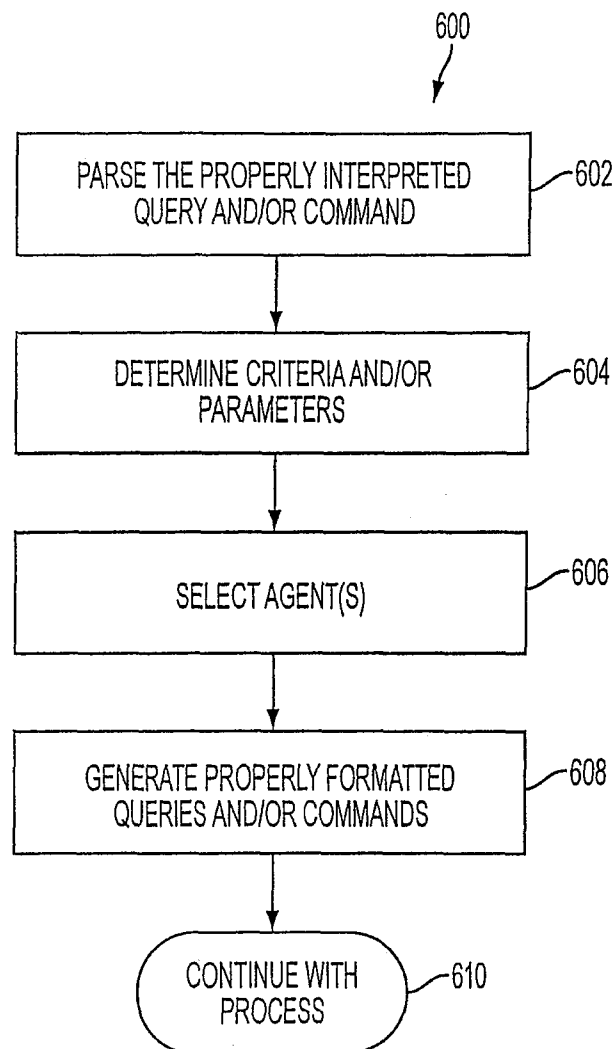 600
PARSE THE PROPERLY INTERPRETED
QUERY AND/OR COMMAND
602
DETERMINE CRITERIA AND/OR
PARAMETERS
604
SELECT AGENT(S)
606
GENERATE PROPERLY FORMATTED
QUERIES AND/OR COMMANDS
608
CONTINUE WITH
PROCESS
610